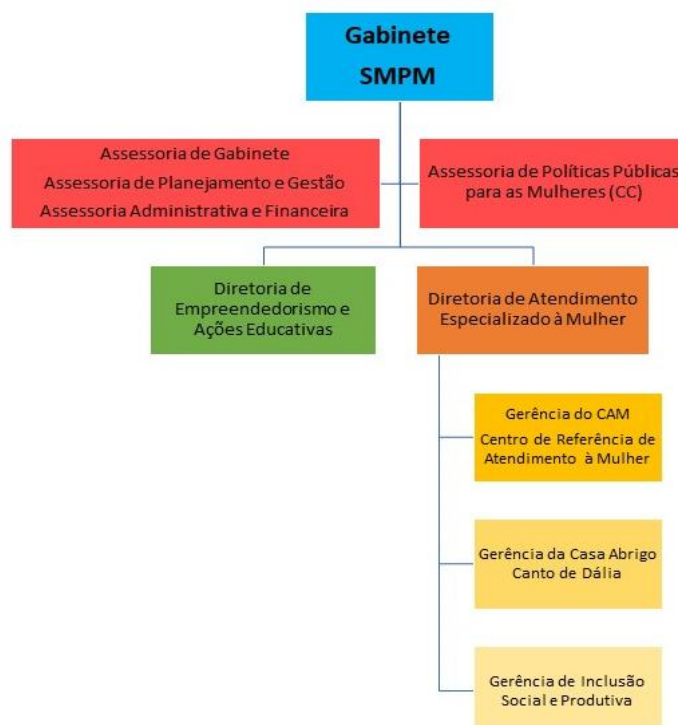 Gabinete
SMPM
Assessoria de Gabinete
Assessoria de Planejamento e Gestão
Assessoria Administrativa e Financeira
Assessoria de Políticas Públicas
para as Mulheres (CC)
Diretoria de
Empreendedorismo e
Ações Educativas
Diretoria de Atendimento
Especializado à Mulher
Gerência do CAM
Centro de Referência de
Atendimento à Mulher
Gerência da Casa Abrigo
Canto de Dália
Gerência de Inclusão
Social e Produtiva